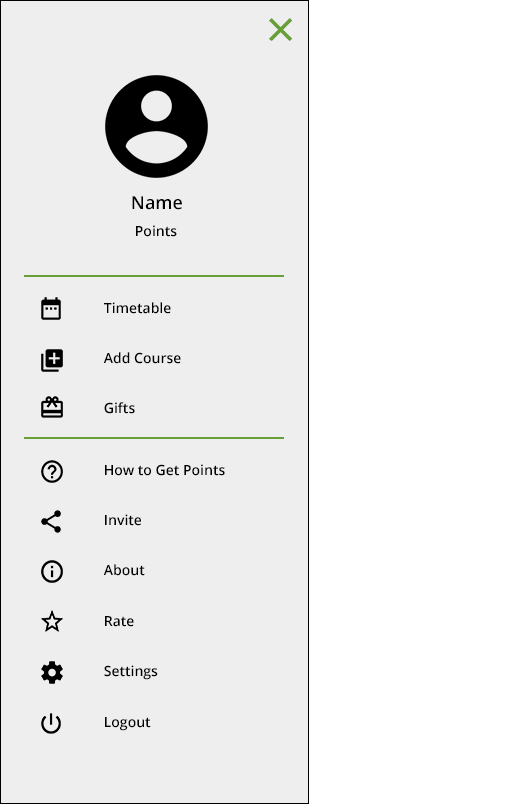 Name
Points
Timetable
Add Course
Gifts
How to Get Points
Invite
About
Rate
Settings
Logout